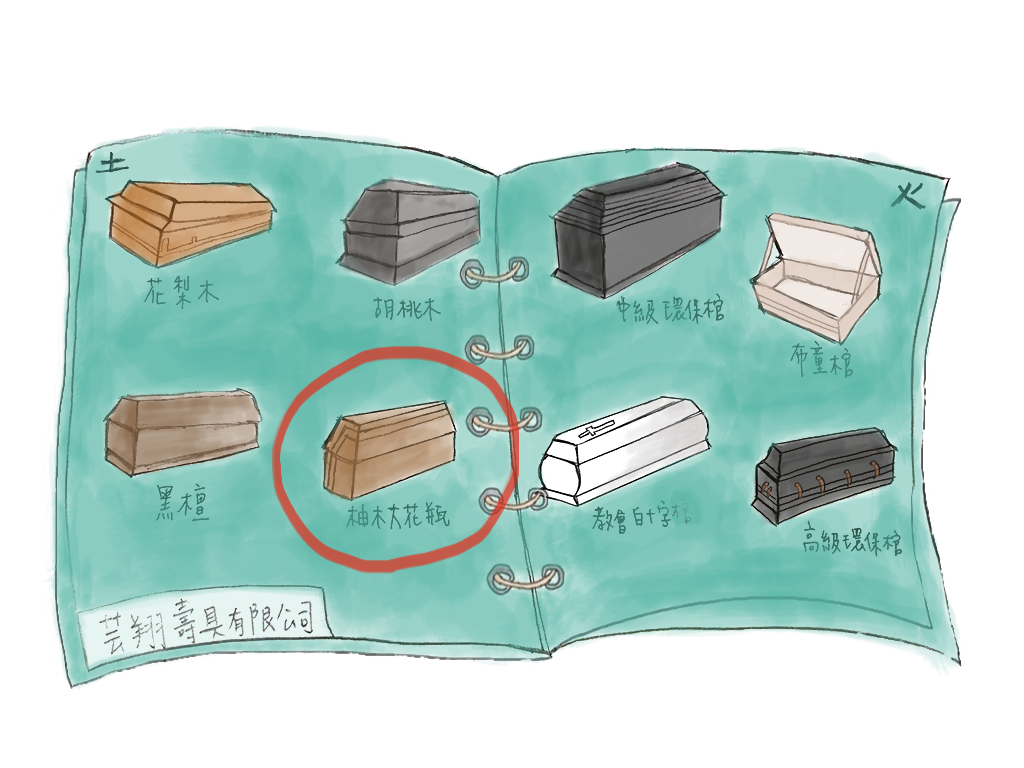 土
花梨木
胡桃木
黑檀
柚木大花瓶
芸翔壽具有限公司
火
中級環保棺
布童棺
教會白十字棺
高級環保棺